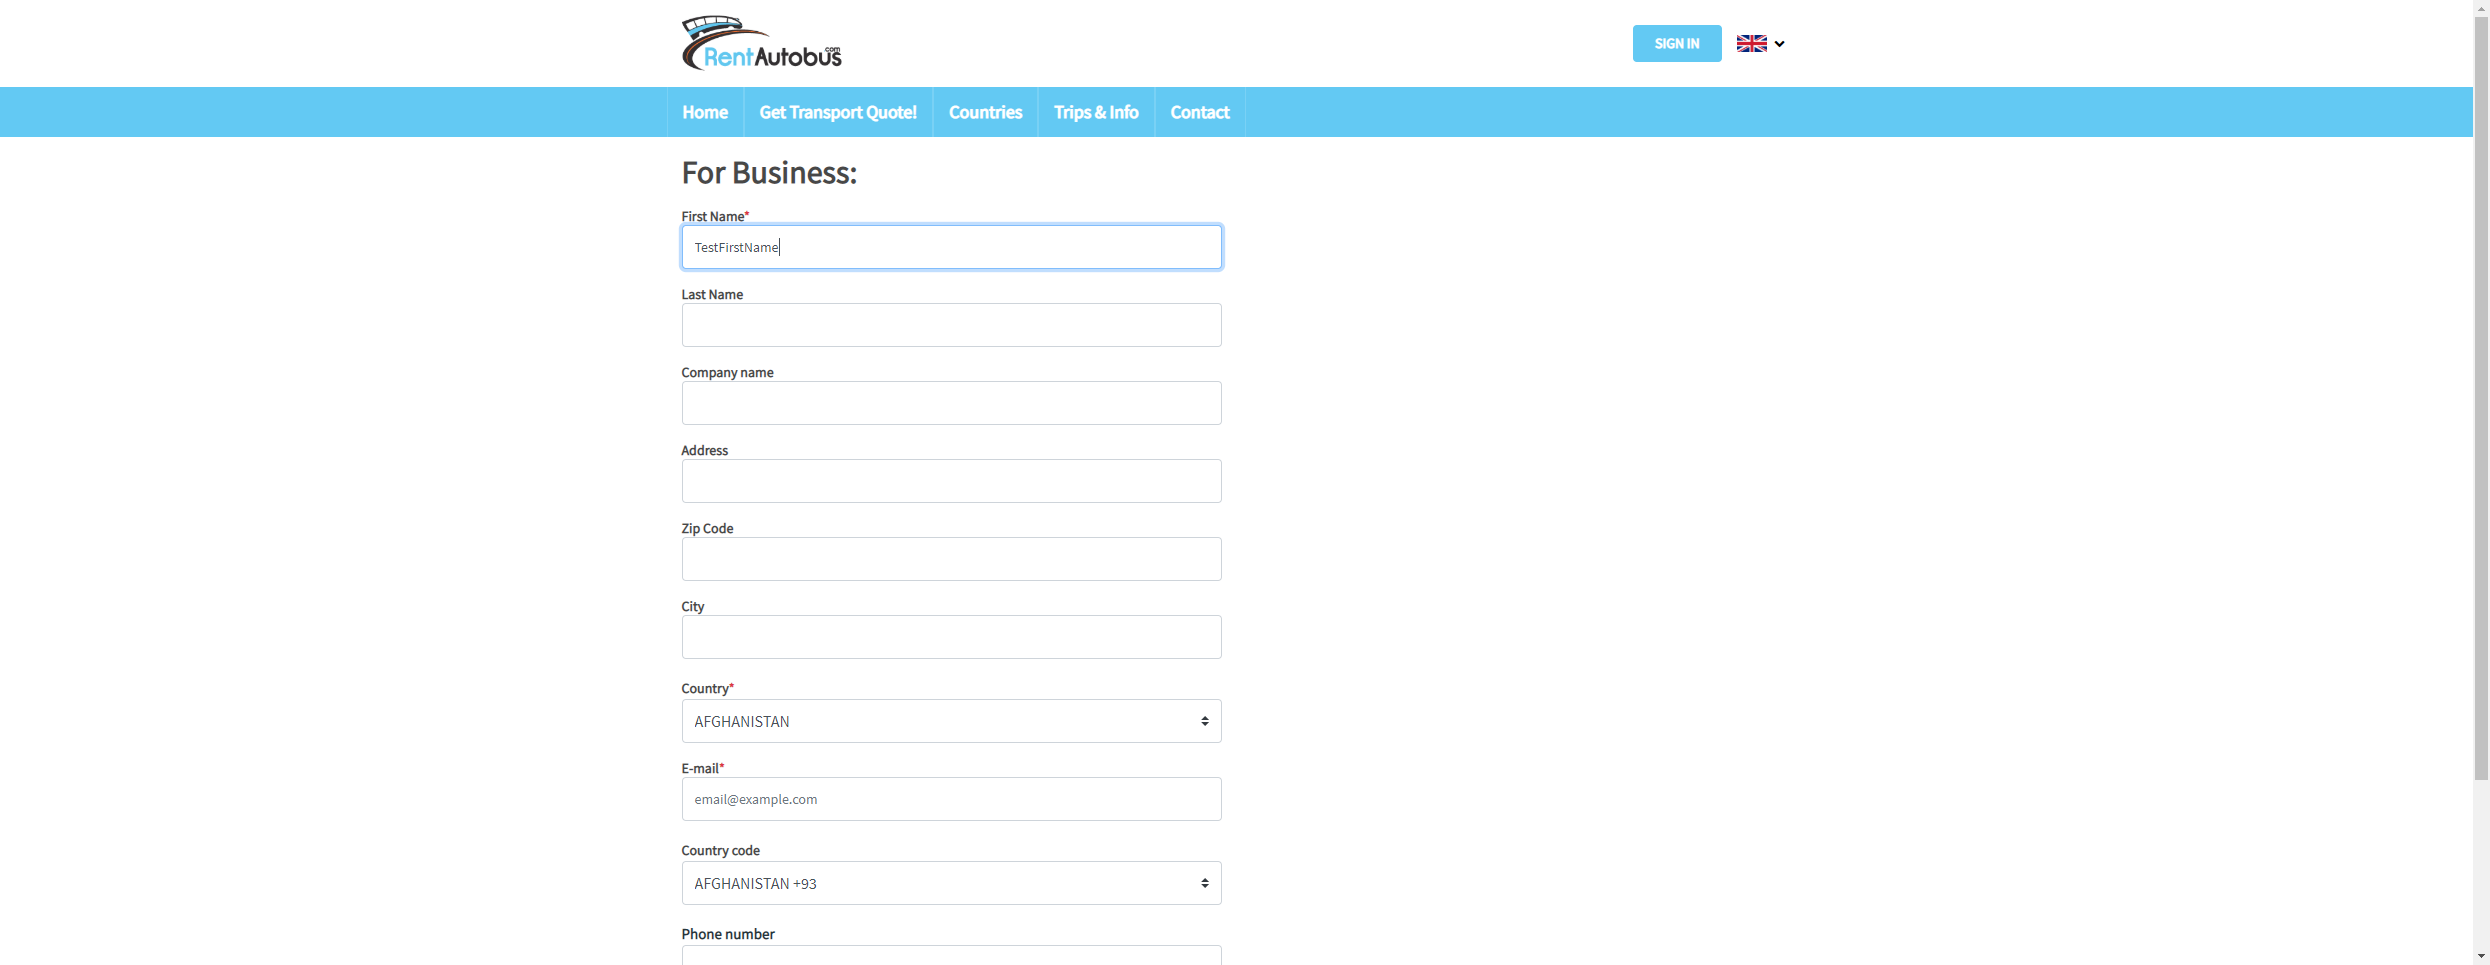 RentAutobus.com
SIGN IN
Home
Get Transport Quote!
Countries
Trips & Info
Contact
For Business:
First Name*
TestFirstName
Last Name
Company name
Address
Zip Code
City
Country*
AFGHANISTAN
E-mail*
email@example.com
Country code
AFGHANISTAN +93
Phone number